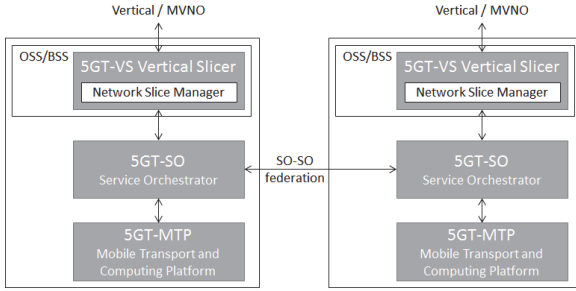 Vertical / MVNO
OSS/BSS
5GT-VS Vertical Slicer
Network Slice Manager
5GT-SO
Service Orchestrator
5GT-MTP
Mobile Transport and
Computing Platform
SO-SO
federation
Vertical / MVNO
OSS/BSS
5GT-VS Vertical Slicer
Network Slice Manager
5GT-SO
Service Orchestrator
5GT-MTP
Mobile Transport and
Computing Platform